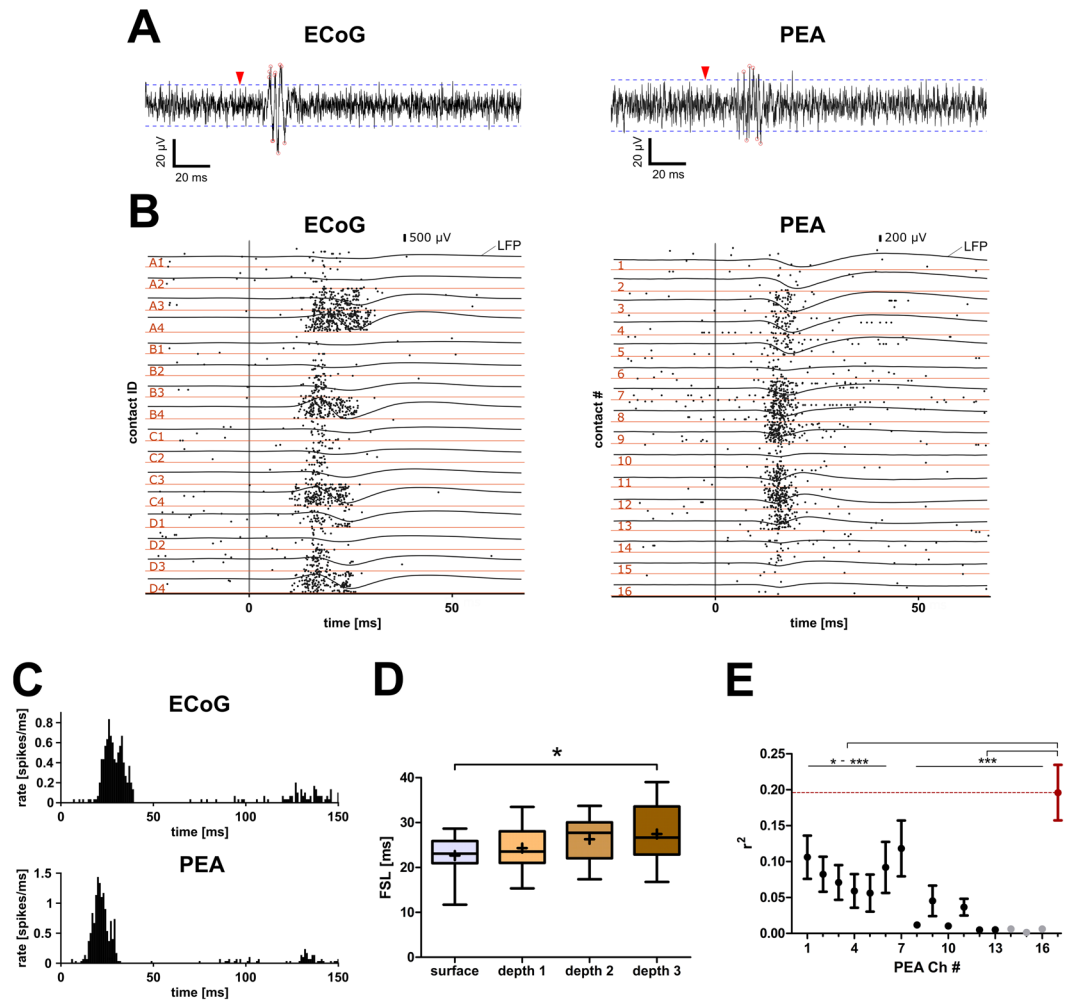 A
ECoG
PEA
20 µV
20 ms
20 µV
20 ms
B
ECoG
PEA
500 µV
LFP
200 µV
LFP
contact ID
A1
A2
A3
A4
B1
B2
B3
B4
C1
C2
C3
C4
D1
D2
D3
D4
0
50
time [ms]
contact #
1
2
3
4
5
6
7
8
9
10
11
12
13
14
15
16
0
50
time [ms]
C
ECoG
rate [spikes/ms]
0.8
0.4
0
0
50
100
150
time [ms]
PEA
rate [spikes/ms]
1.5
1.0
0.5
0
0
50
100
150
time [ms]
D
*
FSL [ms]
40
30
20
10
0
surface
depth 1
depth 2
depth 3
E
* - ***
***
r²
0.25
0.20
0.15
0.10
0.05
0.00
1
4
7
10
13
16
PEA Ch #